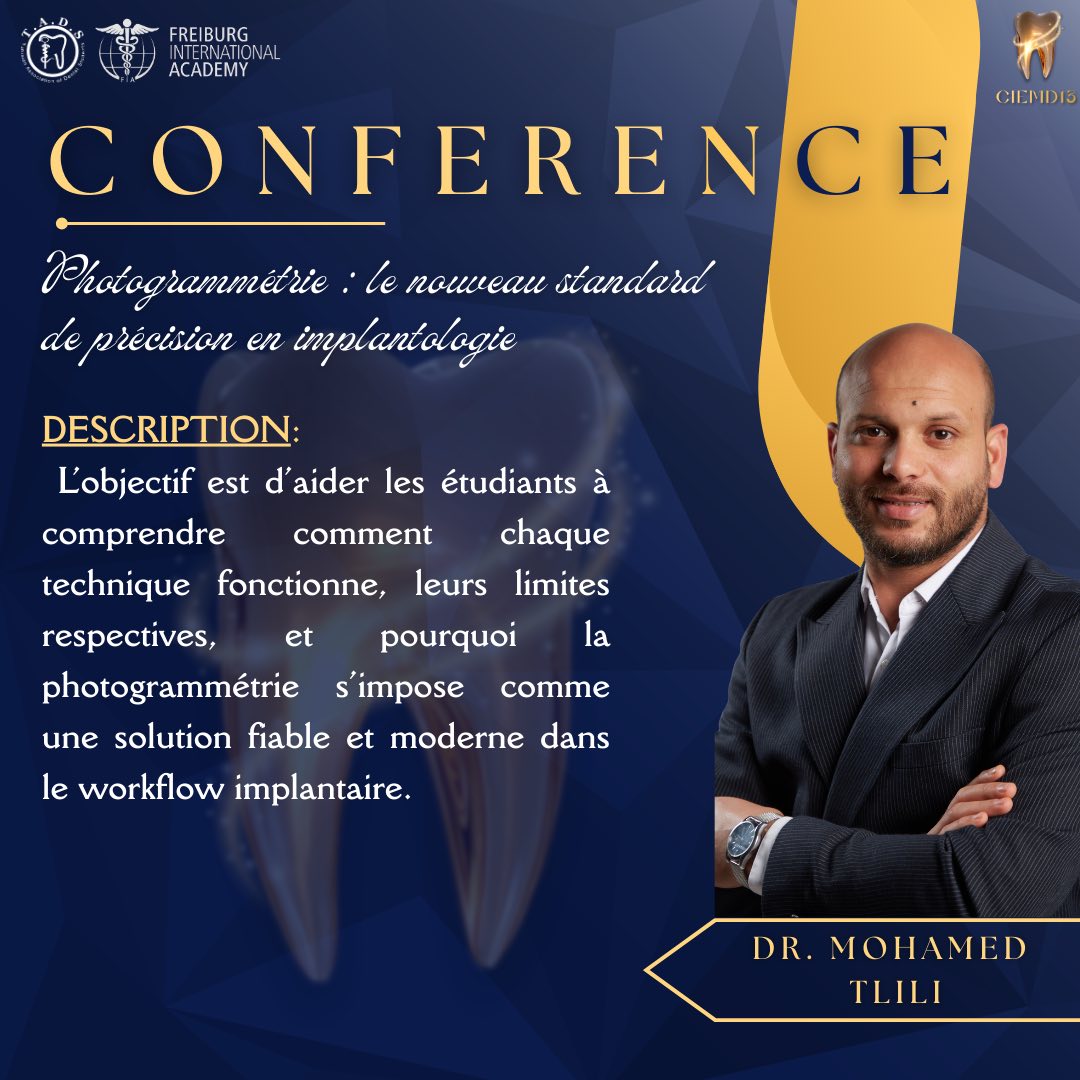 T.A.D.S
FREIBURG
INTERNATIONAL
ACADEMY
F I A
CIEMD13
CONFERENCE
Photogrammétrie : le nouveau standard
de précision en implantologie
DESCRIPTION:
L'objectif est d'aider les étudiants à
comprendre comment chaque
technique fonctionne, leurs limites
respectives, et pourquoi la
photogrammétrie s'impose comme
une solution fiable et moderne dans
le workflow implantaire.
DR. MOHAMED
TLILI